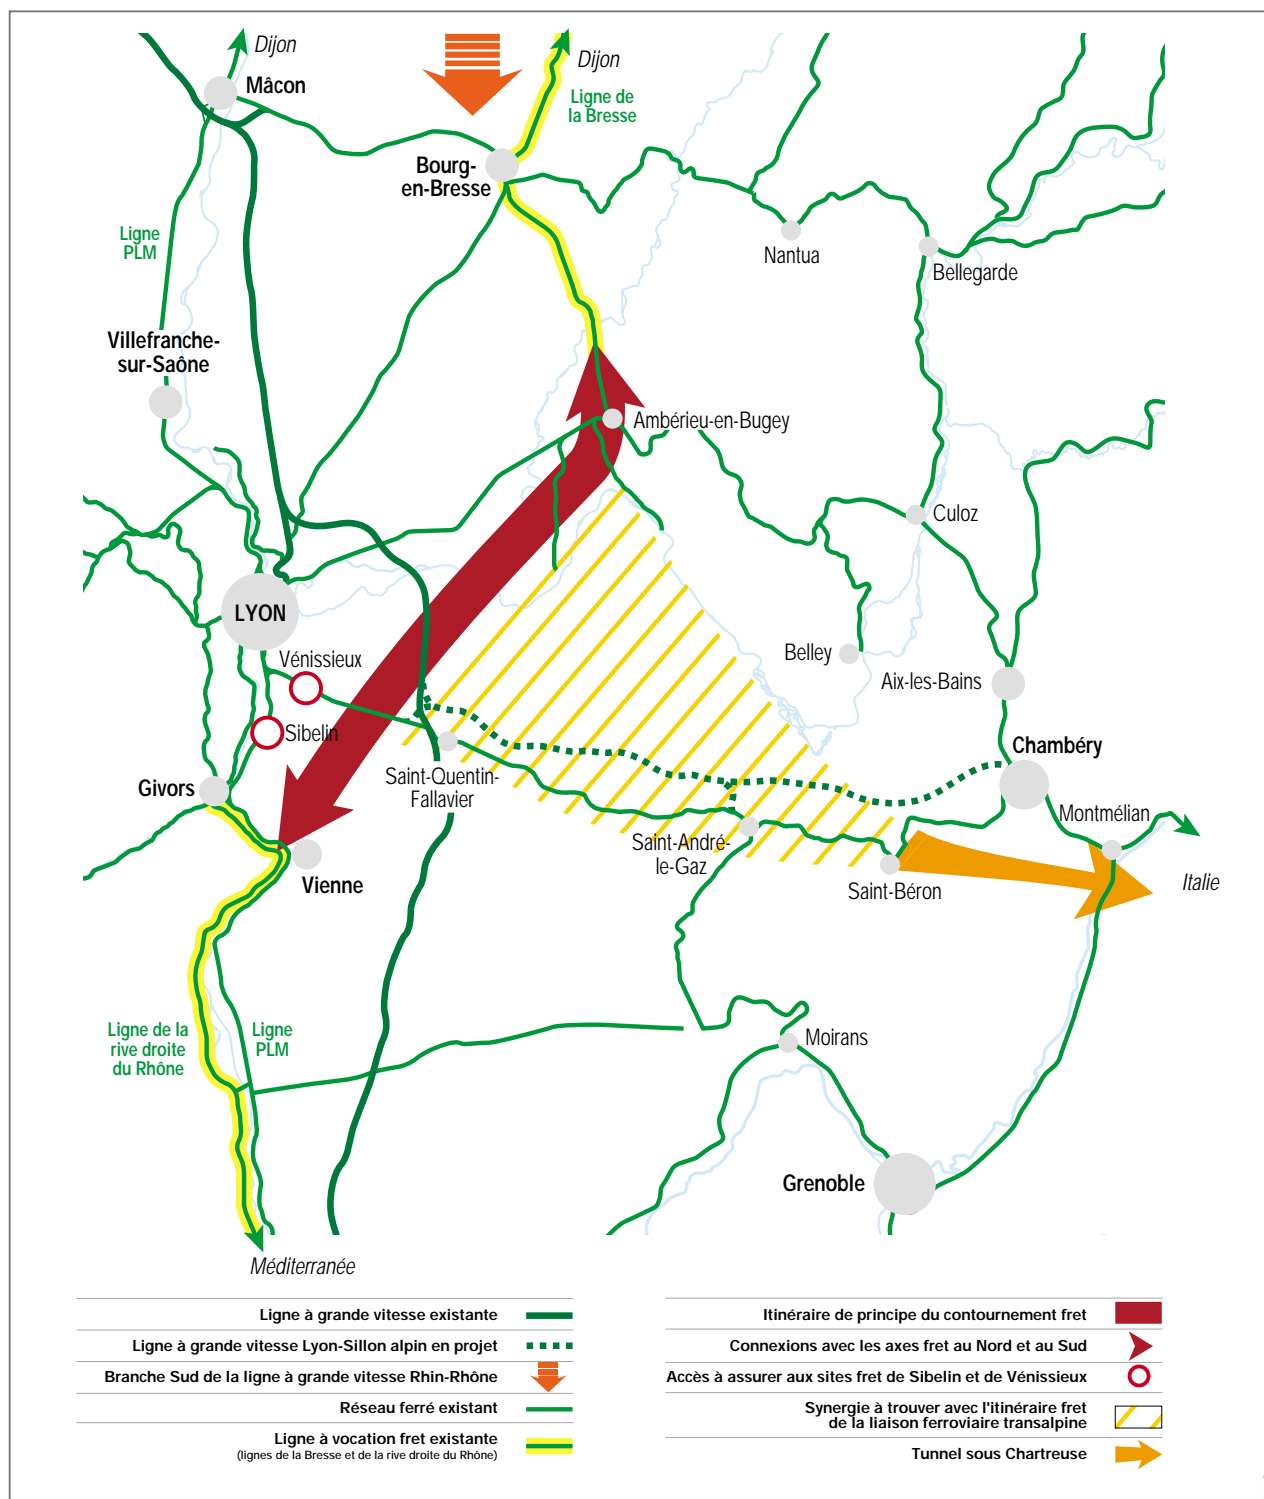 Dijon
Dijon
Mâcon
Ligne de
la Bresse
Bourg-
en-Bresse
Ligne
PLM
Nantua
Bellegarde
Villefranche-
sur-Saône
Ambérieu-en-Bugey
Culoz
LYON
Belley
Vénissieux
Aix-les-Bains
Sibelin
Chambéry
Givors
Saint-Quentin-
Fallavier
Montmélian
Saint-André-
le-Gaz
Vienne
Saint-Béron
Italie
Ligne de la
rive droite
du Rhône
Ligne
PLM
Moirans
Grenoble
Méditerranée
Ligne à grande vitesse existante
Ligne à grande vitesse Lyon-Sillon alpin en projet
Branche Sud de la ligne à grande vitesse Rhin-Rhône
Réseau ferré existant
Ligne à vocation fret existante
(lignes de la Bresse et de la rive droite du Rhône)
Itinéraire de principe du contournement fret
Connexions avec les axes fret au Nord et au Sud
Accès à assurer aux sites fret de Sibelin et de Vénissieux
Synergie à trouver avec l'itinéraire fret
de la liaison ferroviaire transalpine
Tunnel sous Chartreuse